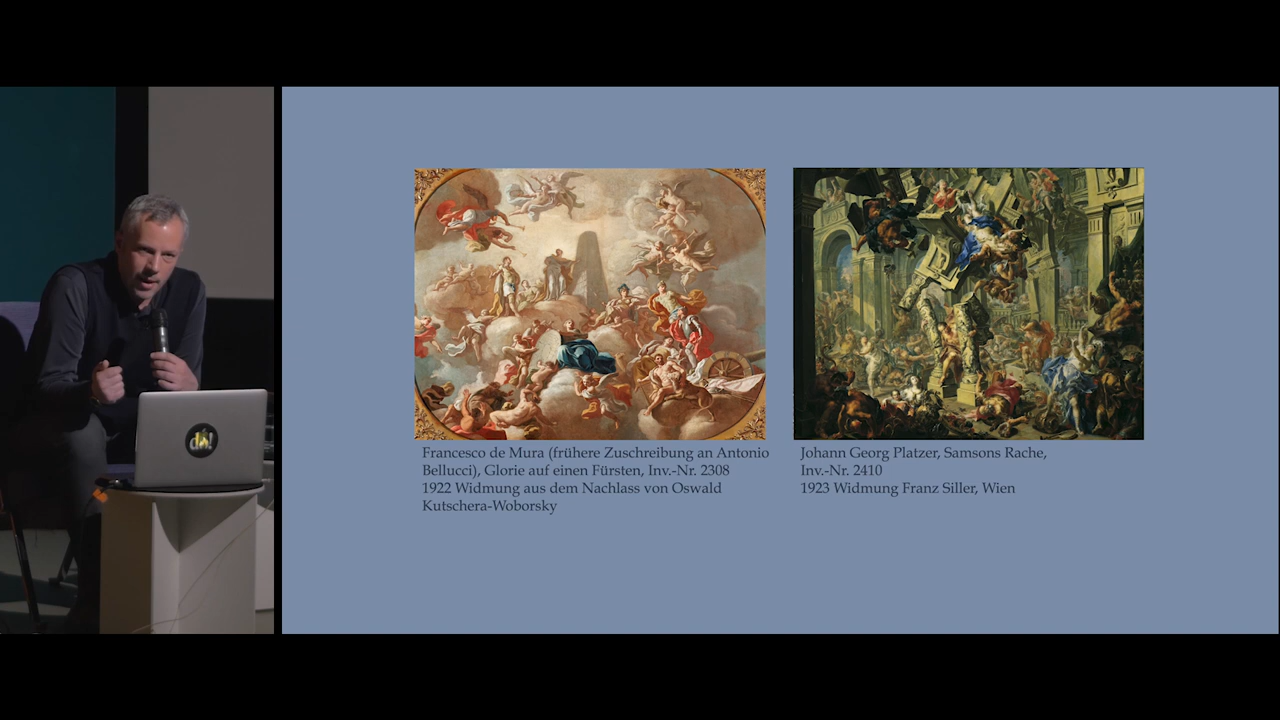 Francesco de Mura (frühere Zuschreibung an Antonio
Bellucci), Glorie auf einen Fürsten, Inv.-Nr. 2308
1922 Widmung aus dem Nachlass von Oswald
Kutschera-Woborsky
Johann Georg Platzer, Samsons Rache,
Inv.-Nr. 2410
1923 Widmung Franz Siller, Wien